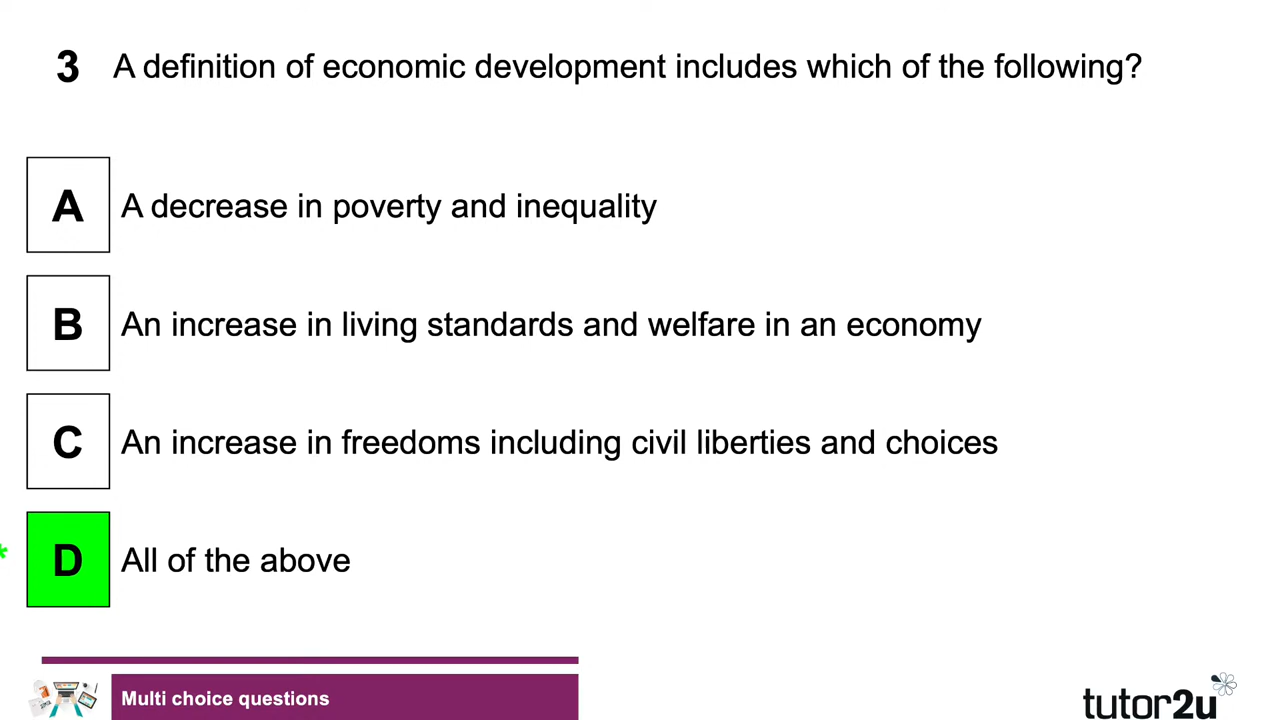 3 A definition of economic development includes which of the following?
A A decrease in poverty and inequality
B An increase in living standards and welfare in an economy
C An increase in freedoms including civil liberties and choices
* D All of the above
Multi choice questions
tutor2u